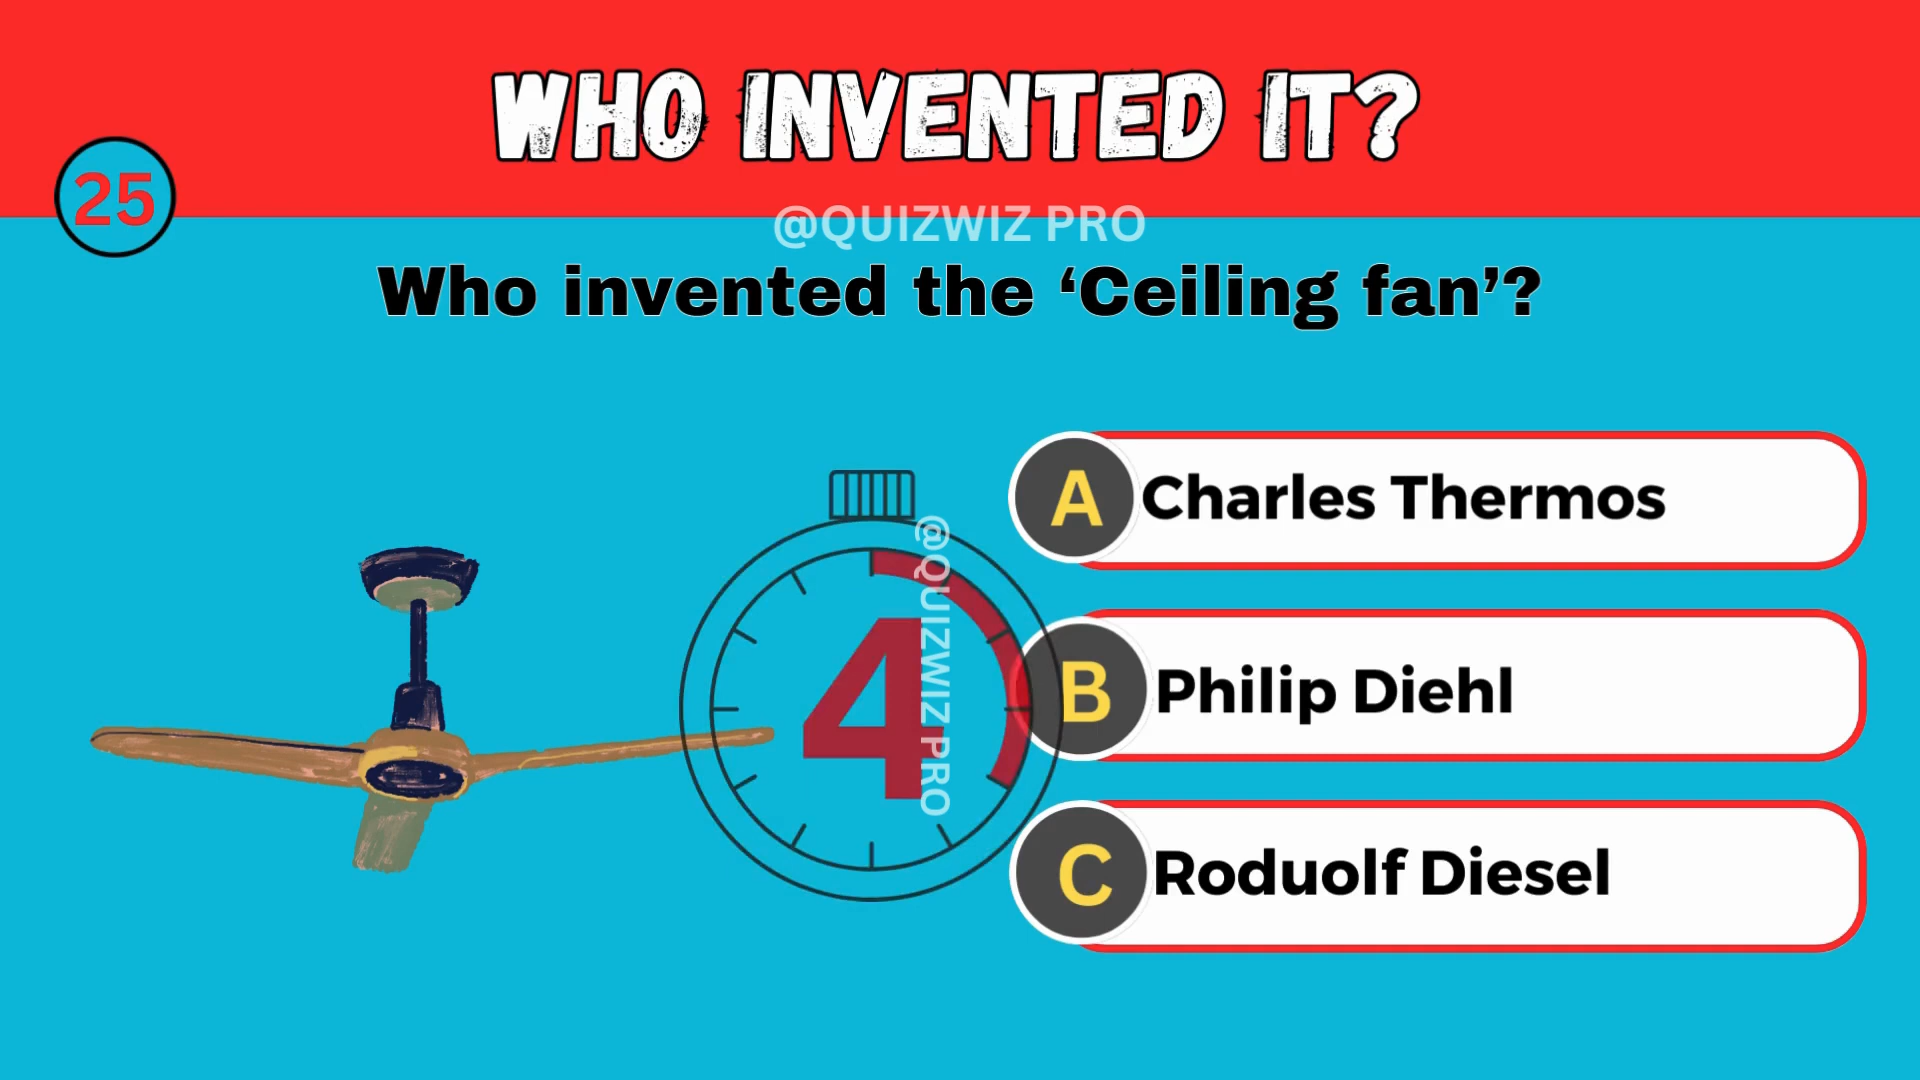 WHO INVENTED IT?
25
@QUIZWIZ PRO
Who invented the ‘Ceiling fan’?
A Charles Thermos
4
@QUIZWIZ PRO
B Philip Diehl
C Roduolf Diesel